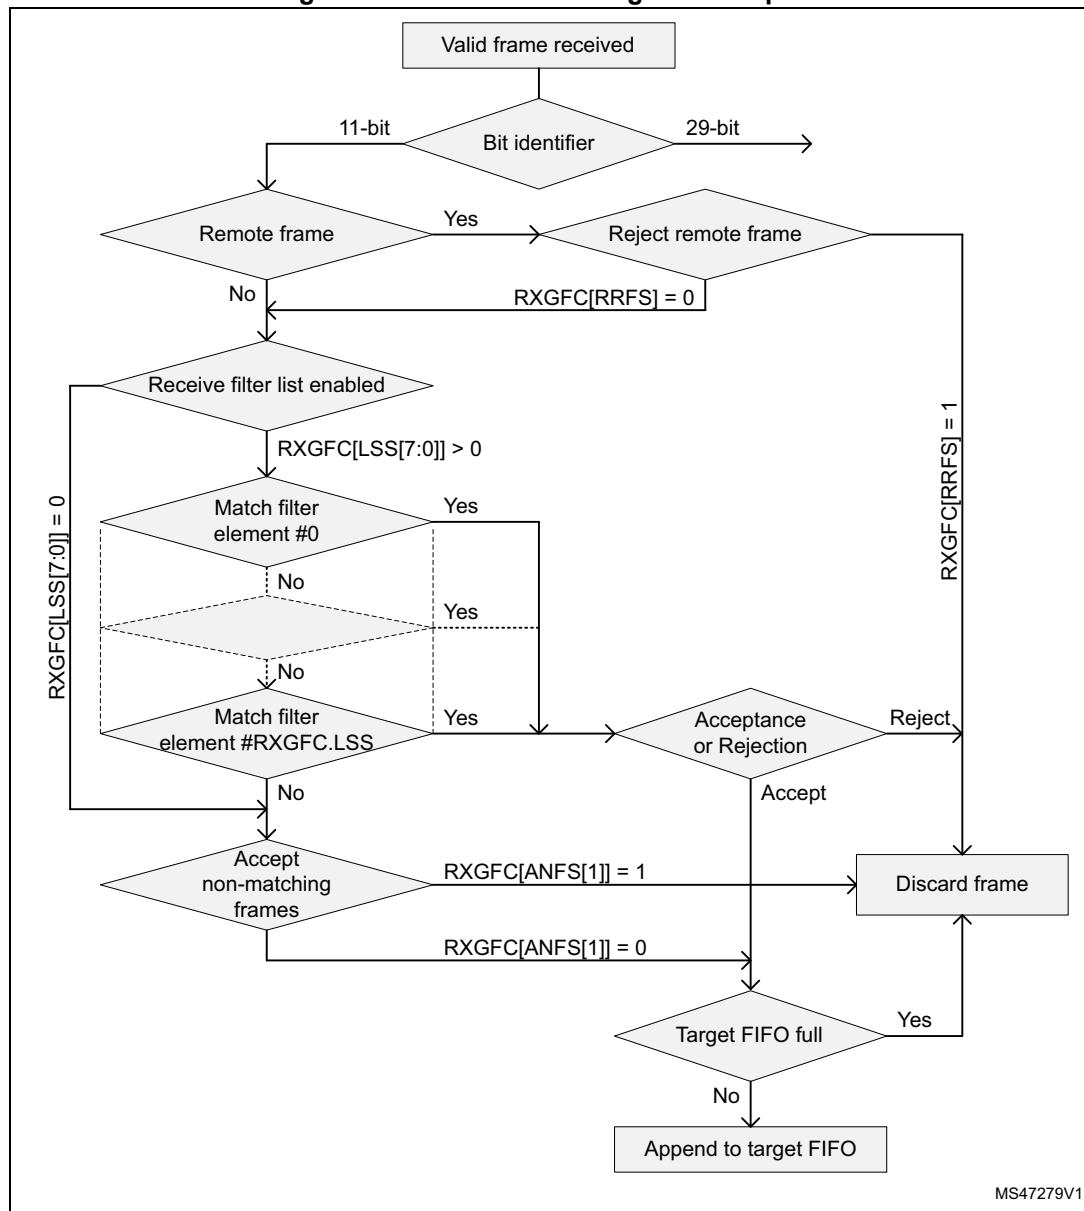 Valid frame received
11-bit
Bit identifier
29-bit
Remote frame
Yes
Reject remote frame
No
RXGFC[RRFS] = 0
Receive filter list enabled
RXGFC[LSS[7:0]] > 0
RXGFC[RRFS] = 1
RXGFC[LSS[7:0]] = 0
Match filter
element #0
Yes
No
Yes
No
Match filter
element #RXGFC.LSS
Yes
Acceptance
or Rejection
Reject
No
Accept
Accept
non-matching
frames
RXGFC[ANFS[1]] = 1
Discard frame
RXGFC[ANFS[1]] = 0
Target FIFO full
Yes
No
Append to target FIFO
MS47279V1